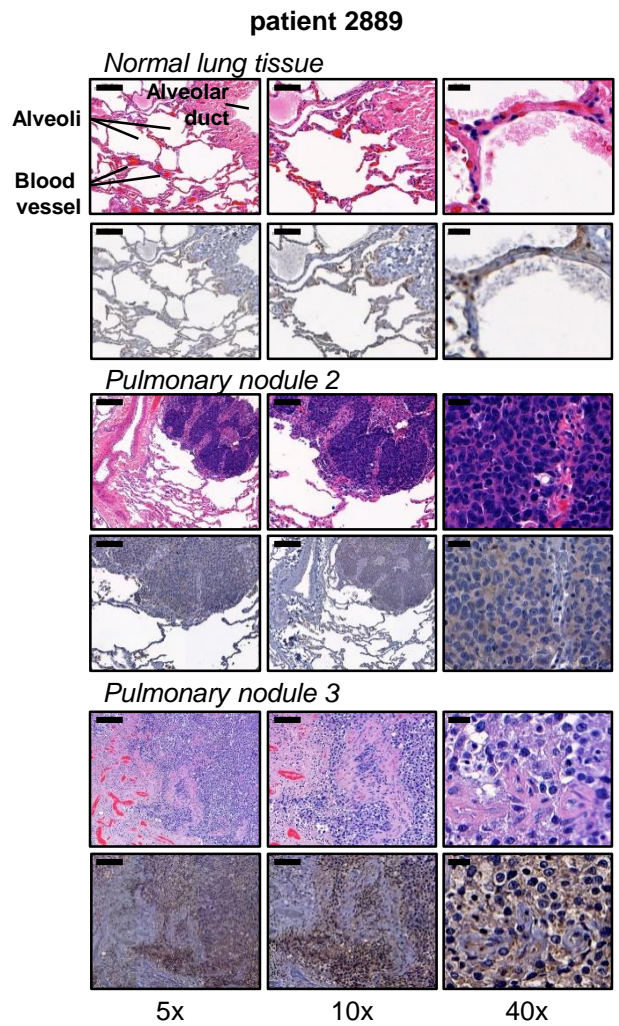 patient 2889
Normal lung tissue
Alveolar
duct
Alveoli
Blood
vessel
Pulmonary nodule 2
Pulmonary nodule 3
5x
10x
40x